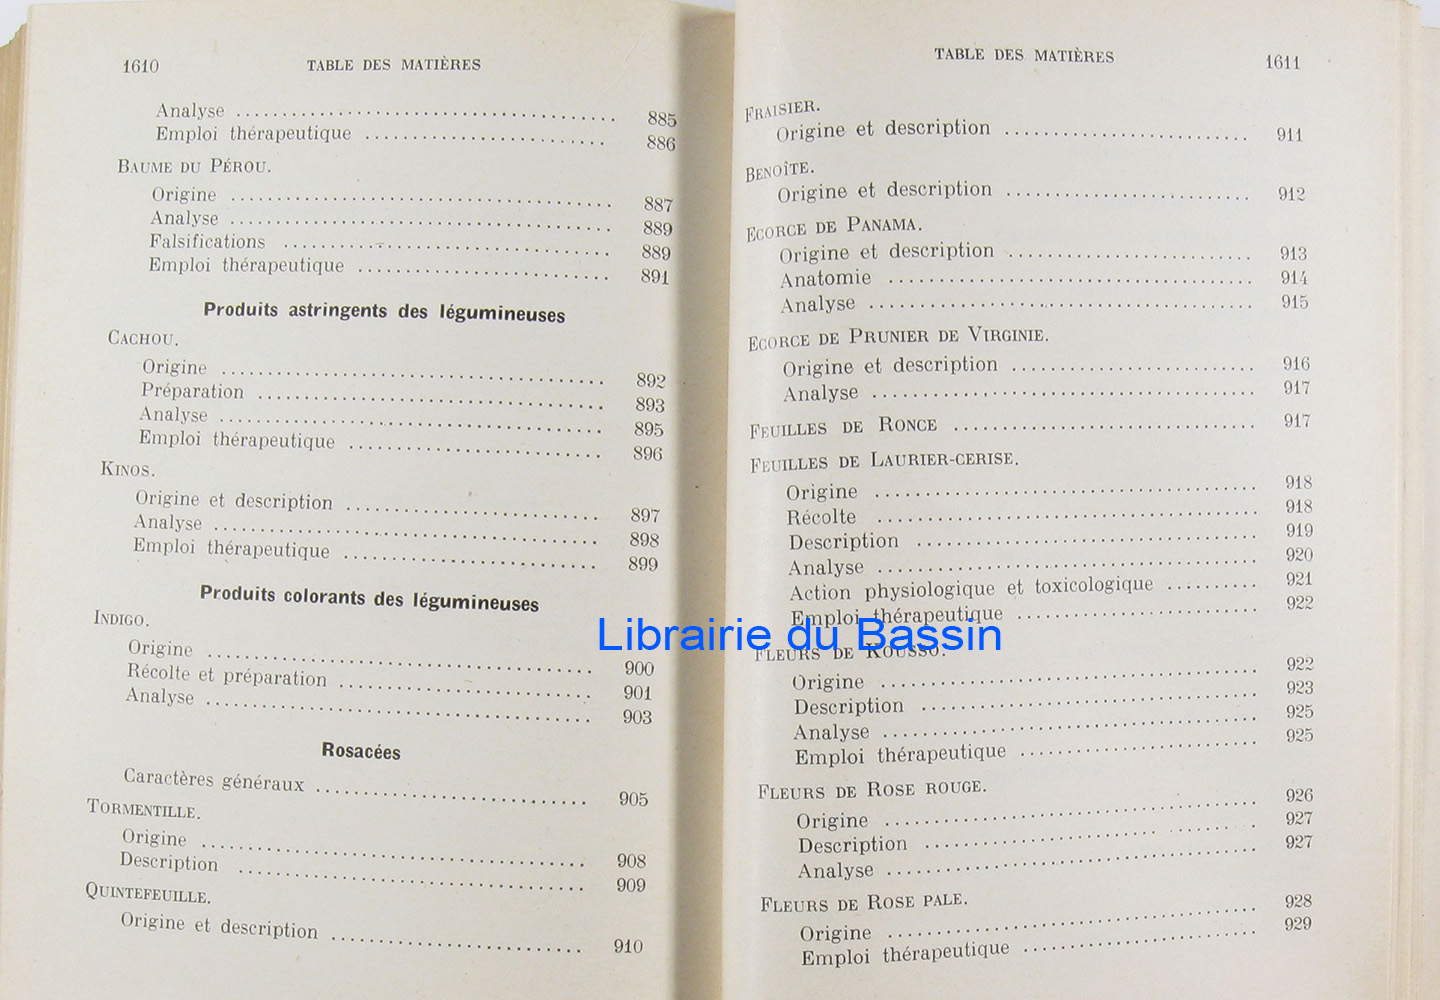 1610 TABLE DES MATIÈRES
Analyse ........................................ 885
Emploi thérapeutique ........................... 886
BAUME DU PÉROU.
Origine ........................................ 887
Analyse ........................................ 889
Falsifications ................................. 889
Emploi thérapeutique ........................... 891
Produits astringents des légumineuses
CACHOU.
Origine ........................................ 892
Préparation .................................... 893
Analyse ........................................ 895
Emploi thérapeutique ........................... 896
KINOS.
Origine et description ......................... 897
Analyse ........................................ 898
Emploi thérapeutique ........................... 899
Produits colorants des légumineuses
INDIGO.
Origine ........................................ 900
Récolte et préparation ......................... 901
Analyse ........................................ 903
Rosacées
Caractères généraux ............................ 905
TORMENTILLE.
Origine ........................................ 908
Description .................................... 909
QUINTEFEUILLE.
Origine et description ......................... 910
TABLE DES MATIÈRES 1611
FRAISIER.
Origine et description ......................... 911
BENOÎTE.
Origine et description ......................... 912
ECORCE DE PANAMA.
Origine et description ......................... 913
Anatomie ....................................... 914
Analyse ........................................ 915
ECORCE DE PRUNIER DE VIRGINIE.
Origine et description ......................... 916
Analyse ........................................ 917
FEUILLES DE RONCE .............................. 917
FEUILLES DE LAURIER-CERISE.
Origine ........................................ 918
Récolte ........................................ 918
Description .................................... 919
Analyse ........................................ 920
Action physiologique et toxicologique .......... 921
Emploi thérapeutique ........................... 922
Librairie du Bassin
FLEURS DE KOUSSO.
Origine ........................................ 922
Description .................................... 923
Analyse ........................................ 925
Emploi thérapeutique ........................... 925
FLEURS DE ROSE ROUGE.
Origine ........................................ 926
Description .................................... 927
Analyse ........................................ 927
FLEURS DE ROSE PALE.
Origine ........................................ 928
Emploi thérapeutique ........................... 929